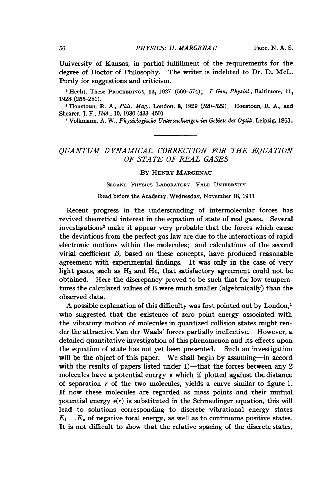 56 PHYSICS: H. MARGENAU Proc. N. A. S.
University of Kansas, in partial fulfillment of the requirements for the
degree of Doctor of Philosophy. The writer is indebted to Dr. D. McL.
Purdy for suggestions and criticism.
1 Hecht, These PROCEEDINGS, 13, 1927 (569–574); J. Gen. Physiol., Baltimore, 11,
1928 (255–281).
2 Houstoun, R. A., Phil. Mag., London, 8, 1929 (520–529). Houstoun, R. A., and
Shearer, J. F., Ibid., 10, 1930 (433–450).
3 Volkmann, A. W., Physiologische Untersuchungen im Gebiete der Optik. Leipzig, 1863.
QUANTUM DYNAMICAL CORRECTION FOR THE EQUATION
OF STATE OF REAL GASES
BY HENRY MARGENAU
SLOANE PHYSICS LABORATORY, YALE UNIVERSITY
Read before the Academy, Wednesday, November 18, 1931
Recent progress in the understanding of intermolecular forces has
revived theoretical interest in the equation of state of real gases. Several
investigations1 make it appear very probable that the forces which cause
the deviations from the perfect gas law are due to the interactions of rapid
electronic motions within the molecules; and calculations of the second
virial coefficient B, based on these concepts, have produced reasonable
agreement with experimental findings. It was only in the case of very
light gases, such as H2 and He, that satisfactory agreement could not be
obtained. Here the discrepancy proved to be such that for low tempera-
tures the calculated values of B were much smaller (algebraically) than the
observed data.
A possible explanation of this difficulty was first pointed out by London,1
who suggested that the existence of zero point energy associated with
the vibratory motion of molecules in quantized collision states might ren-
der the attractive Van der Waals' forces partially ineffective. However, a
detailed quantitative investigation of this phenomenon and its effects upon
the equation of state has not yet been presented. Such an investigation
will be the object of this paper. We shall begin by assuming—in accord
with the results of papers listed under 1)—that the forces between any 2
molecules have a potential energy ε which if plotted against the distance
of separation r of the two molecules, yields a curve similar to figure 1.
If now these molecules are regarded as mass points and their mutual
potential energy ε(r) is substituted in the Schroedinger equation, this will
lead to solutions corresponding to discrete vibrational energy states
of negative total energy, as well as to continuous positive states.
It is not difficult to show that the relative spacing of the discrete states,